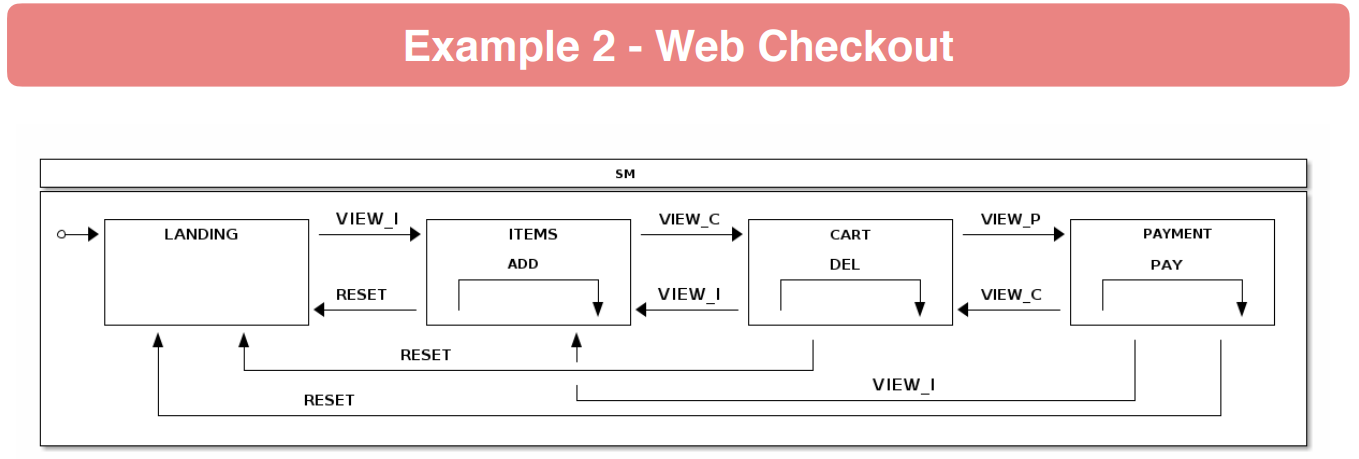 Example 2 - Web Checkout
SM
LANDING
VIEW_I
ITEMS
VIEW_C
CART
VIEW_P
PAYMENT
ADD
DEL
PAY
RESET
VIEW_I
VIEW_C
RESET
VIEW_I
RESET